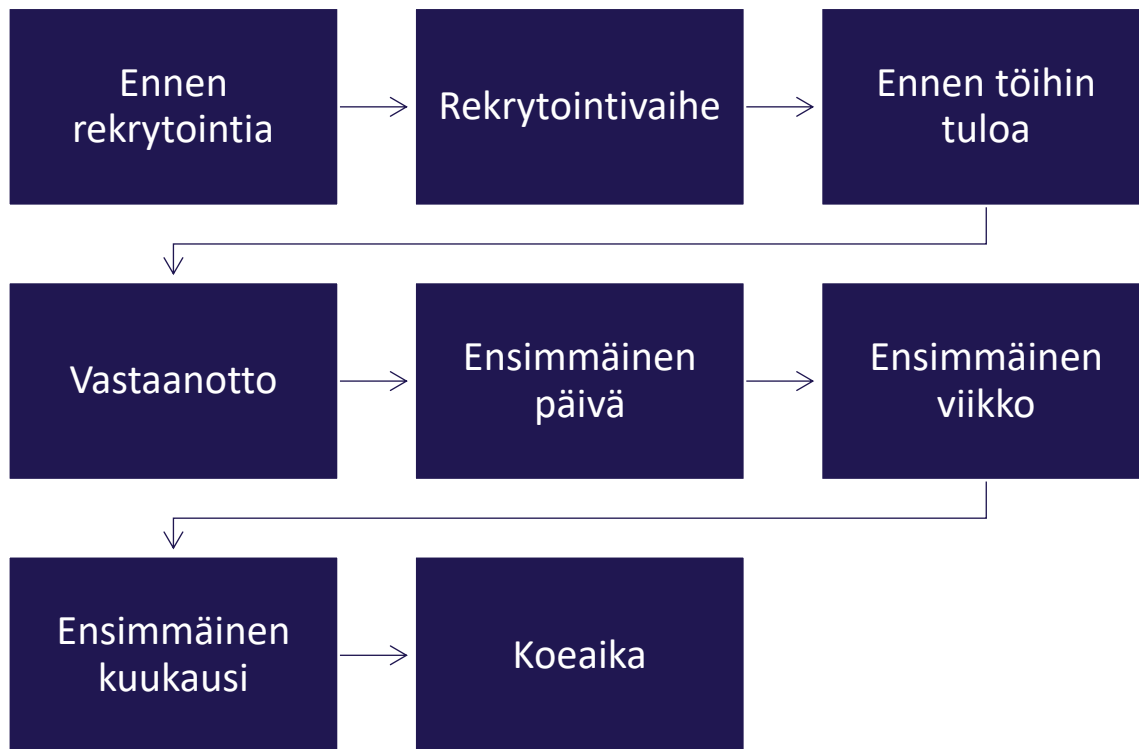 Ennen
rekrytointia
Rekrytointivaihe
Ennen töihin
tuloa
Vastaanotto
Ensimmäinen
päivä
Ensimmäinen
viikko
Ensimmäinen
kuukausi
Koeaika